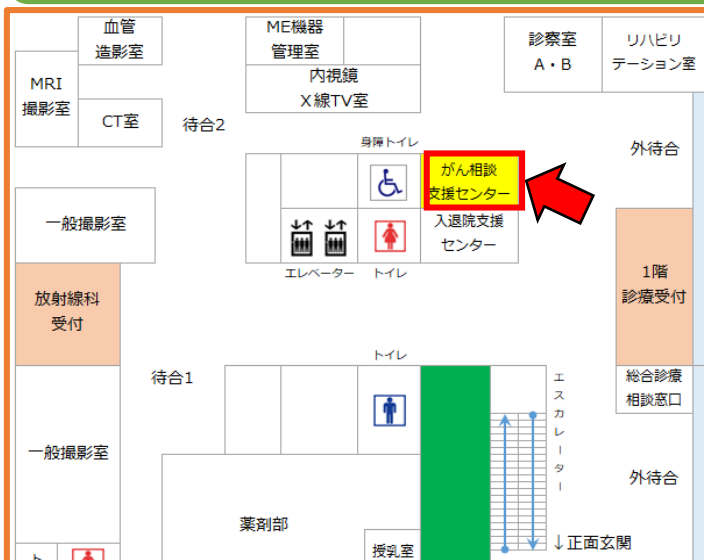 血管
造影室
ME機器
管理室
診察室
A・B
リハビリ
テーション室
MRI
撮影室
内視鏡
X線TV室
CT室
待合2
身障トイレ
外待合
がん相談
支援センター
一般撮影室
入退院支援
センター
エレベーター
トイレ
放射線科
受付
1階
診療受付
トイレ
待合1
エスカレーター
総合診療
相談窓口
一般撮影室
外待合
薬剤部
授乳室
↓正面玄関